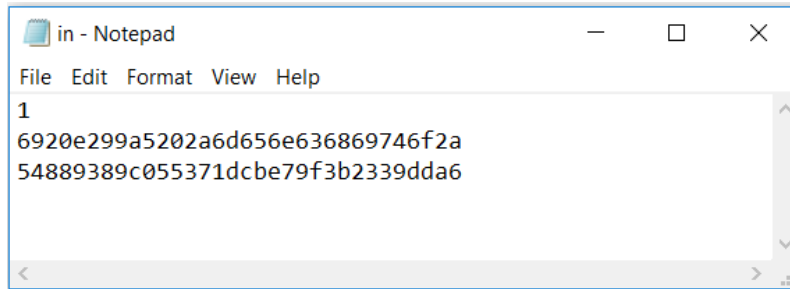 in - Notepad
File Edit Format View Help
1
6920e299a5202a6d656e636869746f2a
54889389c055371dcbe79f3b2339dda6